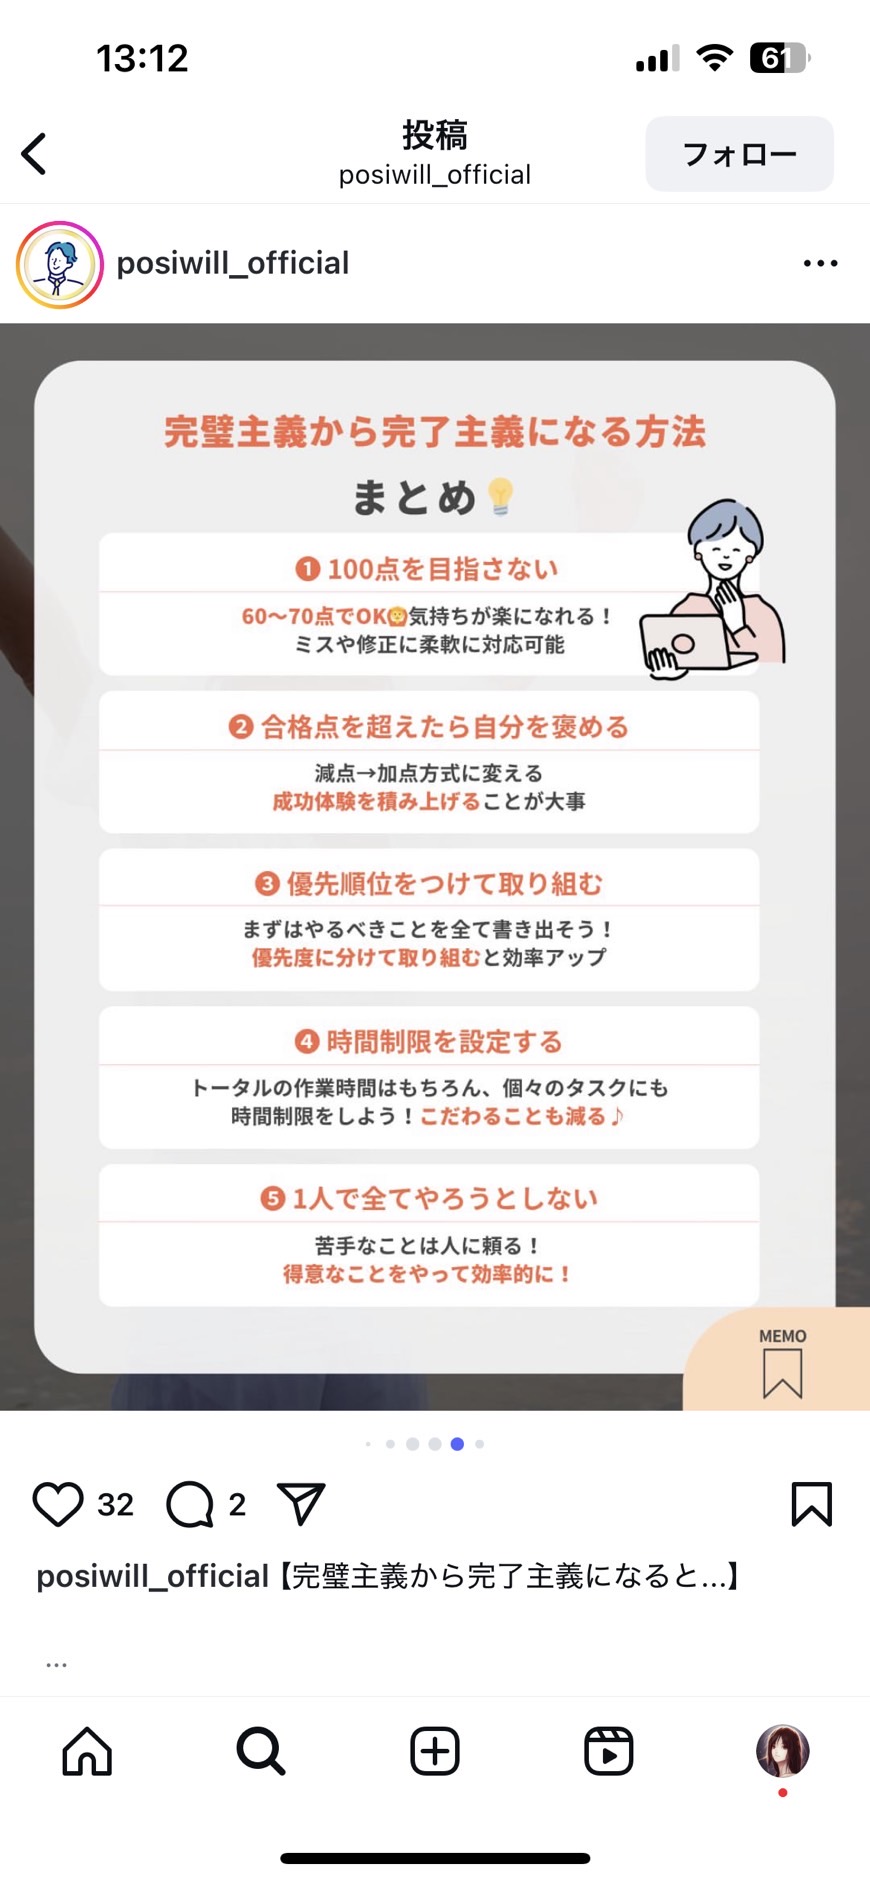 13:12
61
投稿
posiwill_official
フォロー
posiwill_official
完璧主義から完了主義になる方法
まとめ💡
❶ 100点を目指さない
60〜70点でOK🙆気持ちが楽になれる！
ミスや修正に柔軟に対応可能
❷ 合格点を超えたら自分を褒める
減点→加点方式に変える
成功体験を積み上げることが大事
❸ 優先順位をつけて取り組む
まずはやるべきことを全て書き出そう！
優先度に分けて取り組むと効率アップ
❹ 時間制限を設定する
トータルの作業時間はもちろん、個々のタスクにも
時間制限をしよう！こだわることも減る♪
❺ 1人で全てやろうとしない
苦手なことは人に頼る！
得意なことをやって効率的に！
MEMO
32
2
posiwill_official【完璧主義から完了主義になると...】
...